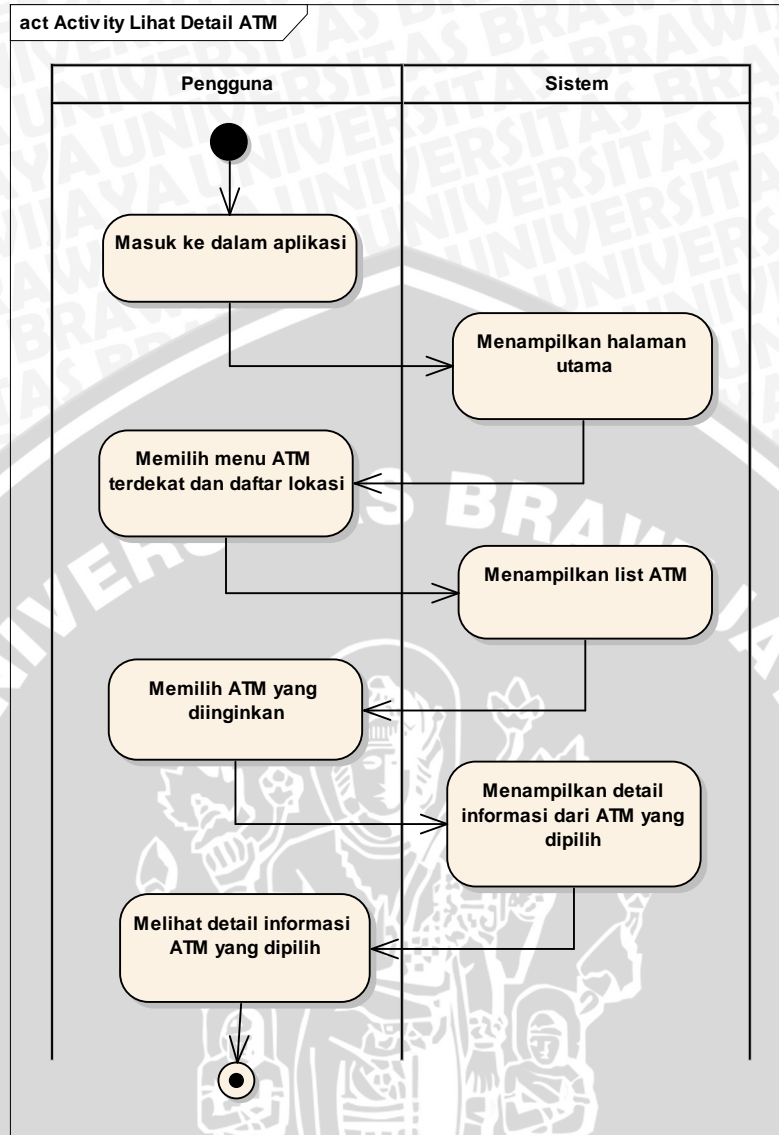 act Activity Lihat Detail ATM
Pengguna
Sistem
Masuk ke dalam aplikasi
Menampilkan halaman
utama
Memilih menu ATM
terdekat dan daftar lokasi
Menampilkan list ATM
Memilih ATM yang
diinginkan
Menampilkan detail
informasi dari ATM yang
dipilih
Melihat detail informasi
ATM yang dipilih
UNIVERSITAS BRAWIJAYA